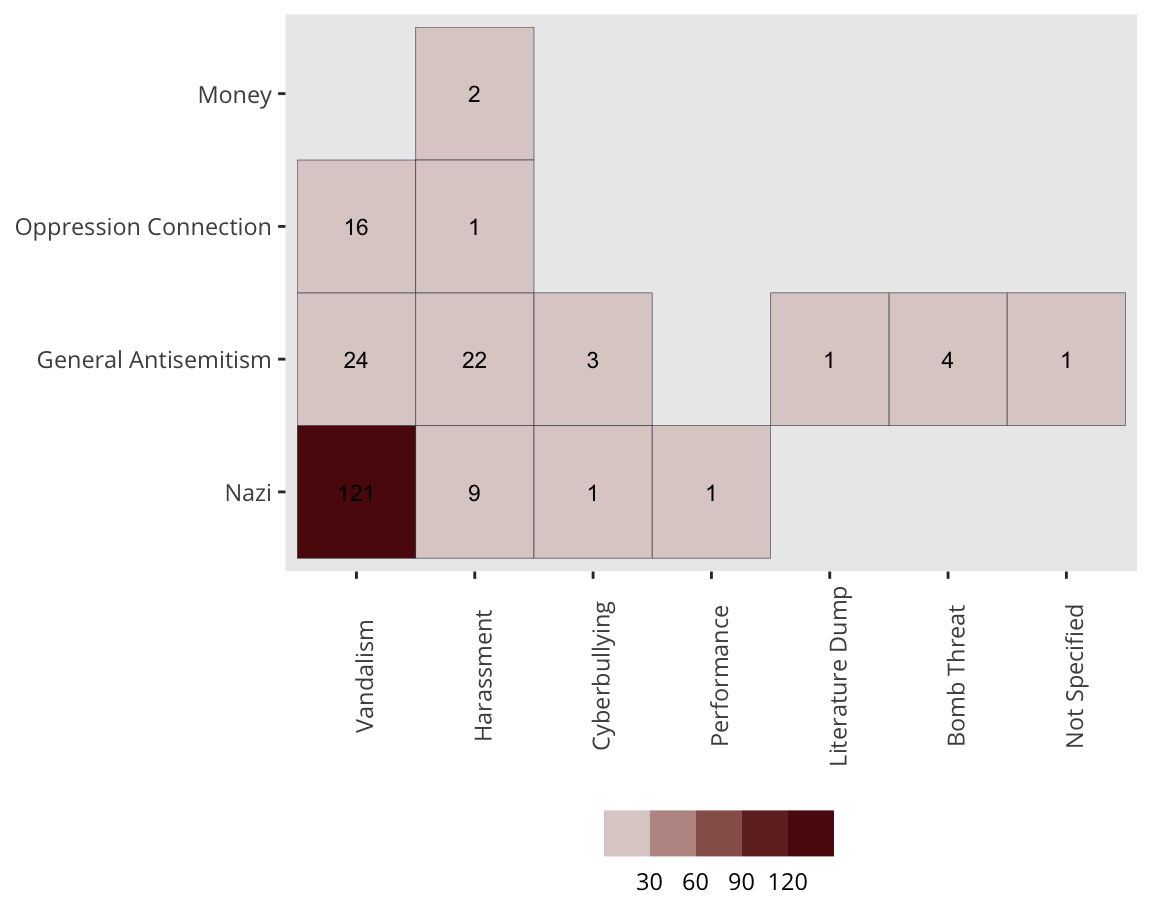 Money
2
Oppression Connection
16 1
General Antisemitism
24 22 3 1 4 1
Nazi
121 9 1 1
Vandalism
Harassment
Cyberbullying
Performance
Literature Dump
Bomb Threat
Not Specified
30 60 90 120